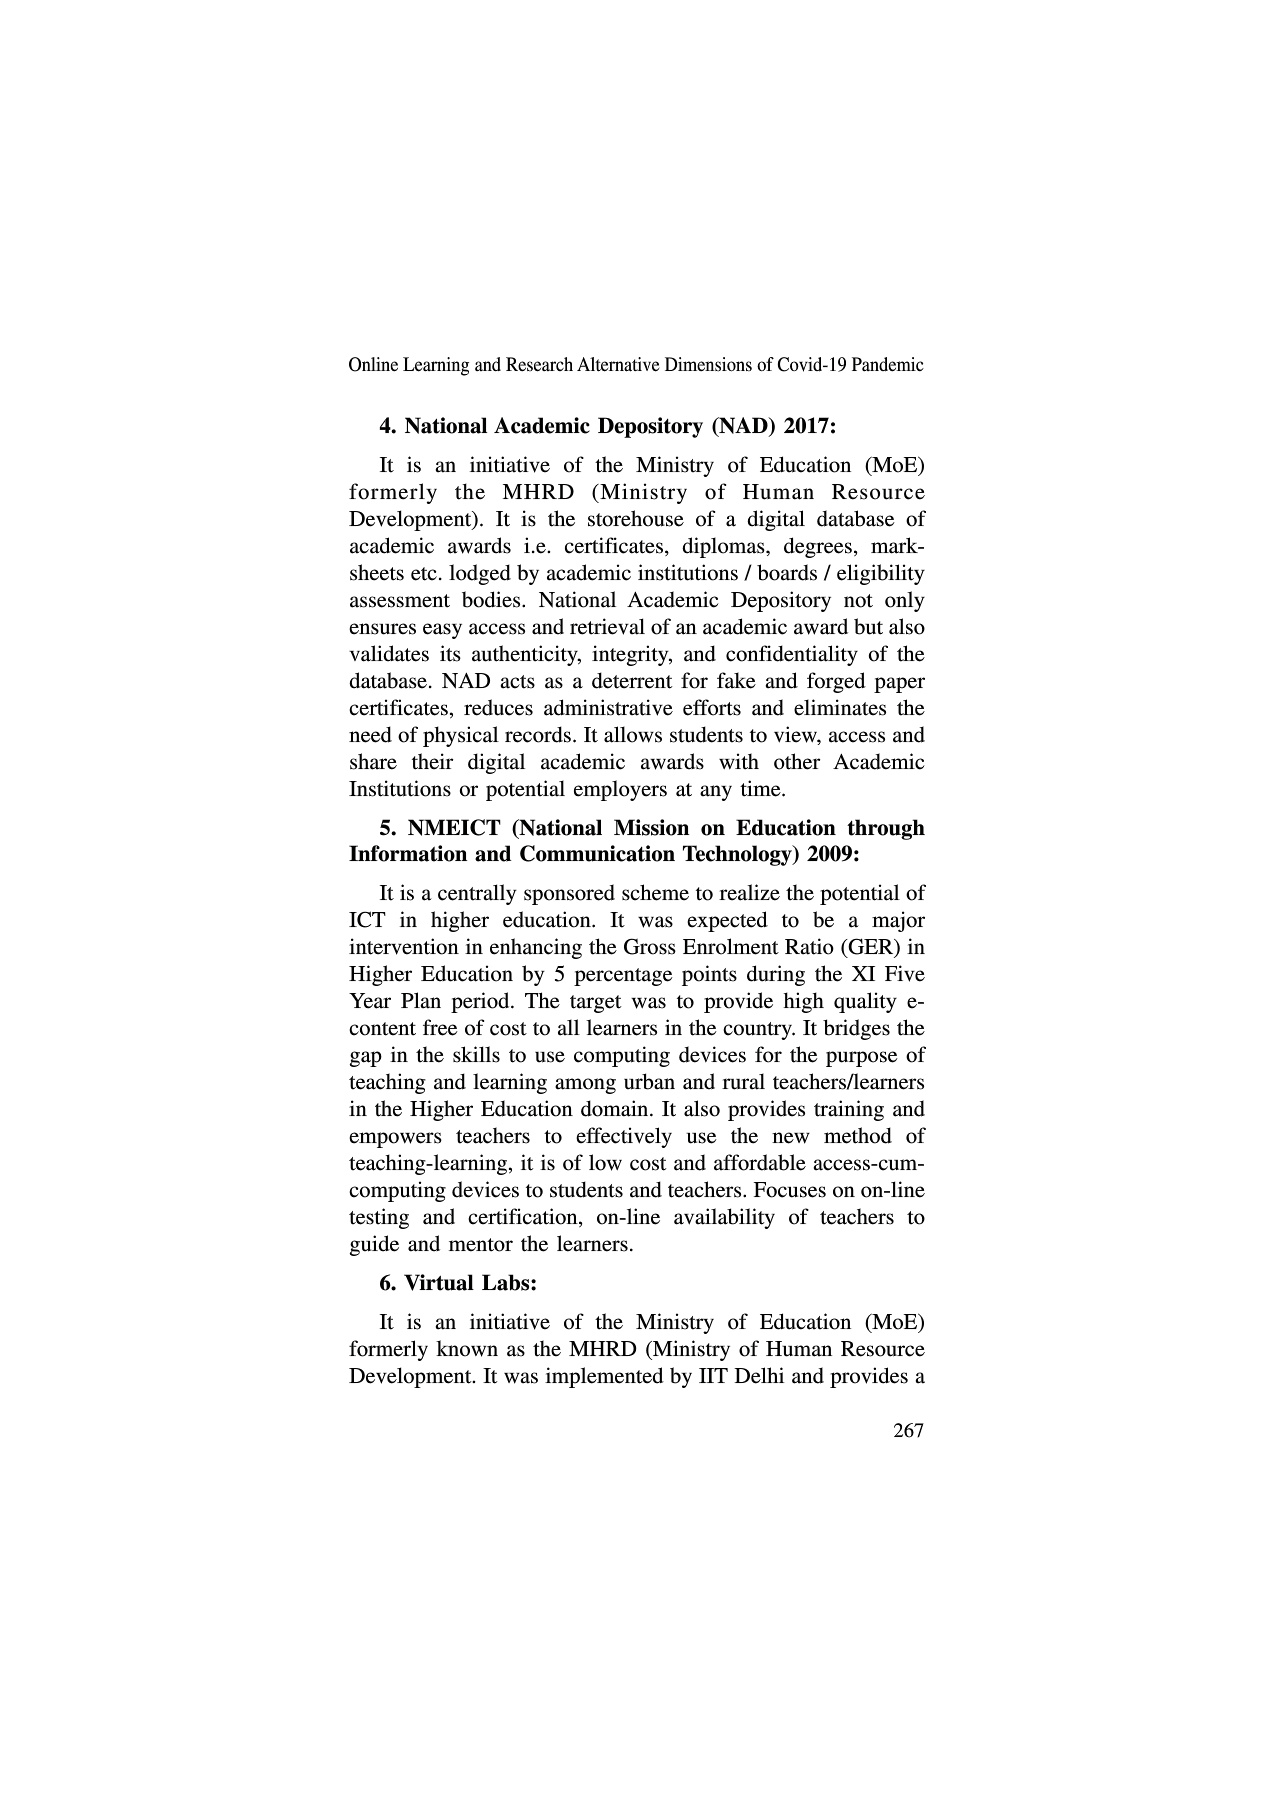 Online Learning and Research Alternative Dimensions of Covid-19 Pandemic
4. National Academic Depository (NAD) 2017:
It is an initiative of the Ministry of Education (MoE)
formerly the MHRD (Ministry of Human Resource
Development). It is the storehouse of a digital database of
academic awards i.e. certificates, diplomas, degrees, mark-
sheets etc. lodged by academic institutions / boards / eligibility
assessment bodies. National Academic Depository not only
ensures easy access and retrieval of an academic award but also
validates its authenticity, integrity, and confidentiality of the
database. NAD acts as a deterrent for fake and forged paper
certificates, reduces administrative efforts and eliminates the
need of physical records. It allows students to view, access and
share their digital academic awards with other Academic
Institutions or potential employers at any time.
5. NMEICT (National Mission on Education through
Information and Communication Technology) 2009:
It is a centrally sponsored scheme to realize the potential of
ICT in higher education. It was expected to be a major
intervention in enhancing the Gross Enrolment Ratio (GER) in
Higher Education by 5 percentage points during the XI Five
Year Plan period. The target was to provide high quality e-
content free of cost to all learners in the country. It bridges the
gap in the skills to use computing devices for the purpose of
teaching and learning among urban and rural teachers/learners
in the Higher Education domain. It also provides training and
empowers teachers to effectively use the new method of
teaching-learning, it is of low cost and affordable access-cum-
computing devices to students and teachers. Focuses on on-line
testing and certification, on-line availability of teachers to
guide and mentor the learners.
6. Virtual Labs:
It is an initiative of the Ministry of Education (MoE)
formerly known as the MHRD (Ministry of Human Resource
Development. It was implemented by IIT Delhi and provides a
267